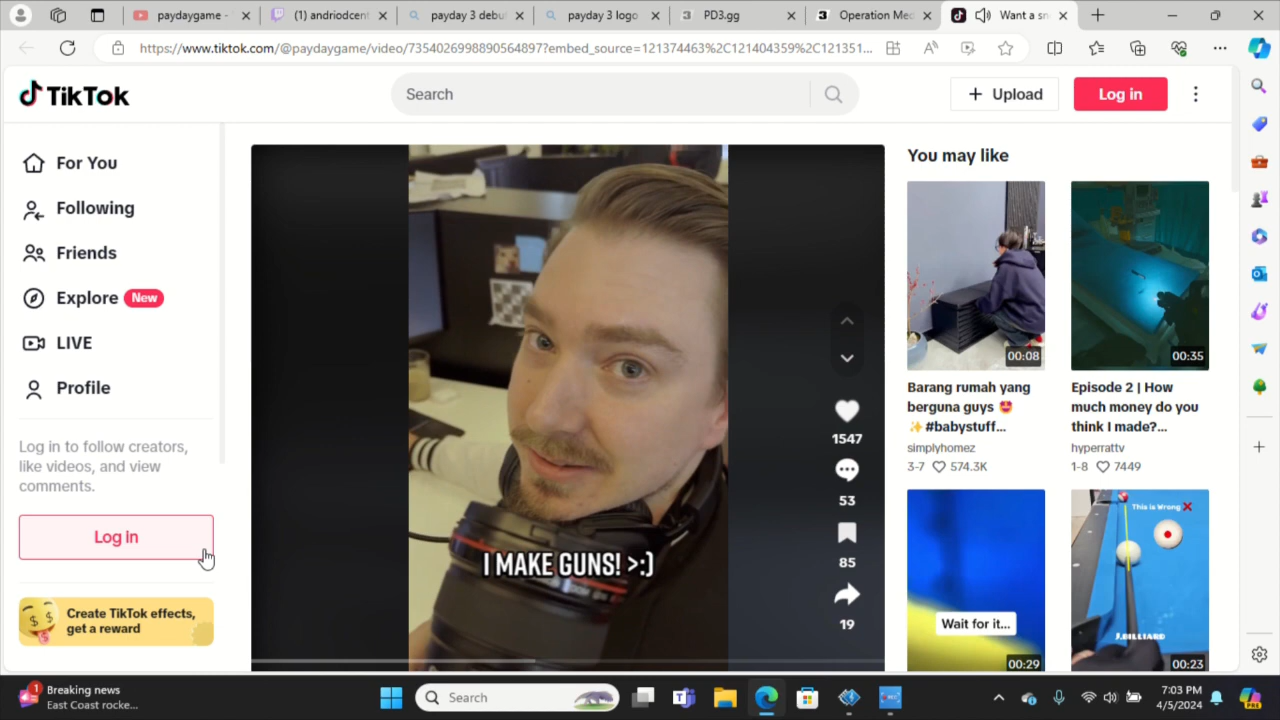 paydaygame -
(1) andriodcent
payday 3 debu
payday 3 logo
PD3.gg
Operation Med
Want a sn
https://www.tiktok.com/@paydaygame/video/7354026998890564897?embed_source=121374463%2C121404359%2C121351...
TikTok
Search
Upload
Log in
For You
Following
Friends
Explore New
LIVE
Profile
Log in to follow creators,
like videos, and view
comments.
Log in
Create TikTok effects,
get a reward
I MAKE GUNS! >:)
1547
53
85
19
You may like
00:08
Barang rumah yang
berguna guys 🤩
✨#babystuff...
simplyhomez
3-7 574.3K
00:35
Episode 2 | How
much money do you
think I made?...
hyperrattv
1-8 7449
Wait for it...
00:29
This is Wrong ❌
J.BILLIARD
00:23
1
Breaking news
East Coast rocke...
Search
7:03 PM
4/5/2024
PRE